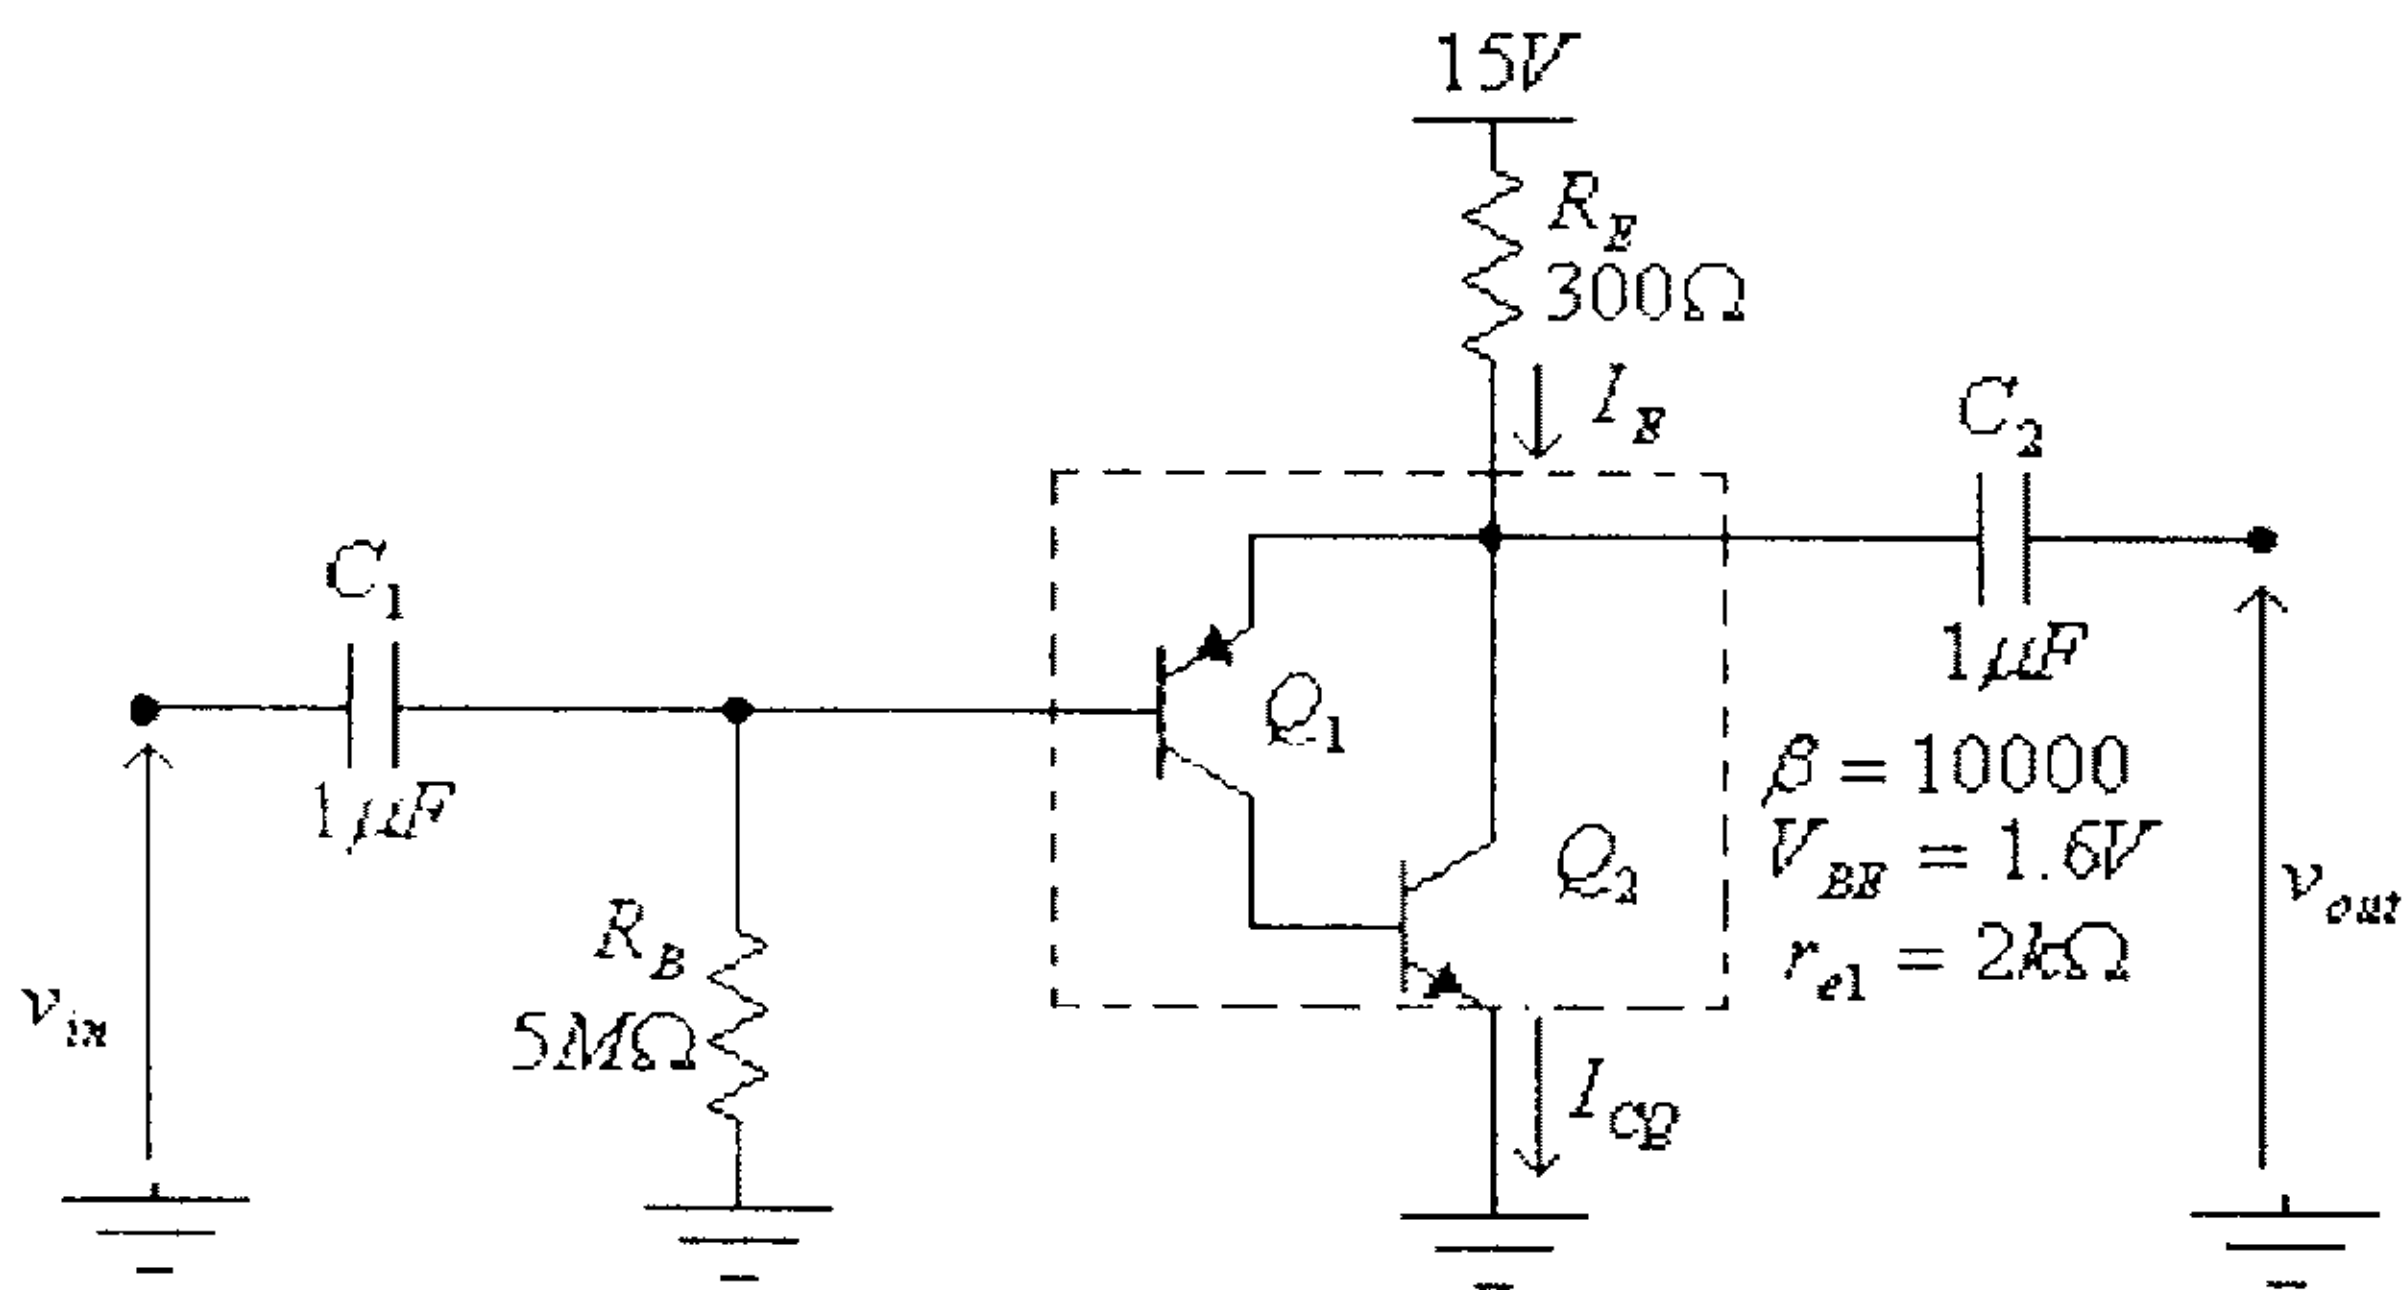 15V
R_E
300Ω
I_E
C_2
1μF
C_1
1μF
Q_1
Q_2
β = 10000
V_BE = 1.6V
r_e1 = 2kΩ
v_out
R_B
5MΩ
v_in